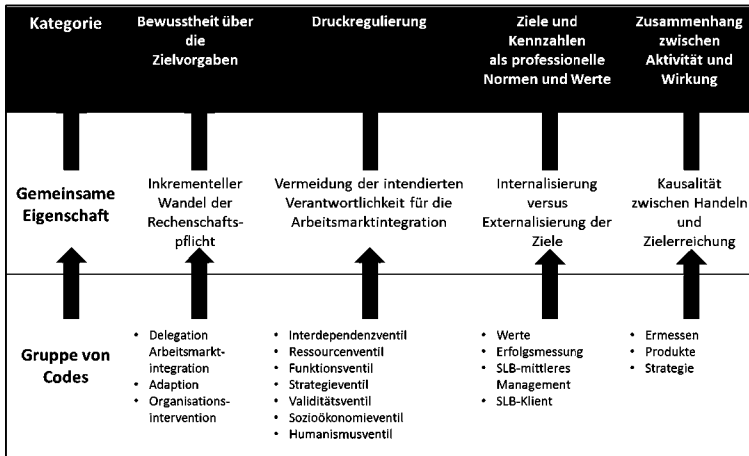 Kategorie
Bewusstheit über
die
Zielvorgaben
Druckregulierung
Ziele und
Kennzahlen
als professionelle
Normen und Werte
Zusammenhang
zwischen
Aktivität und
Wirkung
Gemeinsame
Eigenschaft
Inkrementeller
Wandel der
Rechenschafts-
pflicht
Vermeidung der intendierten
Verantwortlichkeit für die
Arbeitsmarktintegration
Internalisierung
versus
Externalisierung der
Ziele
Kausalität
zwischen Handeln
und
Zielerreichung
Gruppe von
Codes
• Delegation
Arbeitsmarkt-
integration
• Adaption
• Organisations-
intervention
• Interdependenzventil
• Ressourcenventil
• Funktionsventil
• Strategieventil
• Validitätsventil
• Sozioökonomieventil
• Humanismusventil
• Werte
• Erfolgsmessung
• SLB-mittleres
Management
• SLB-Klient
• Ermessen
• Produkte
• Strategie